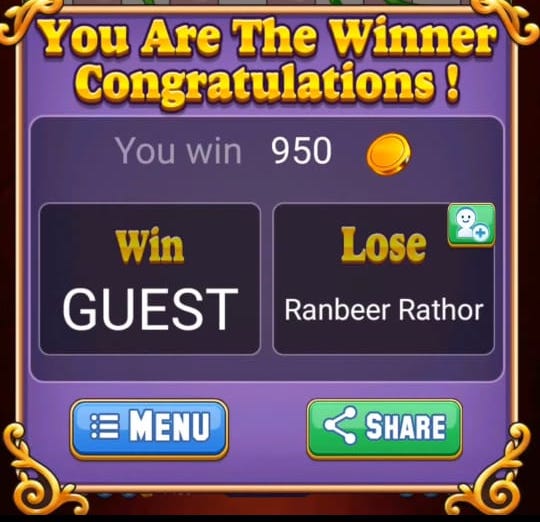 You Are The Winner
Congratulations !
You win 950
Win
GUEST
Lose
Ranbeer Rathor
MENU
SHARE